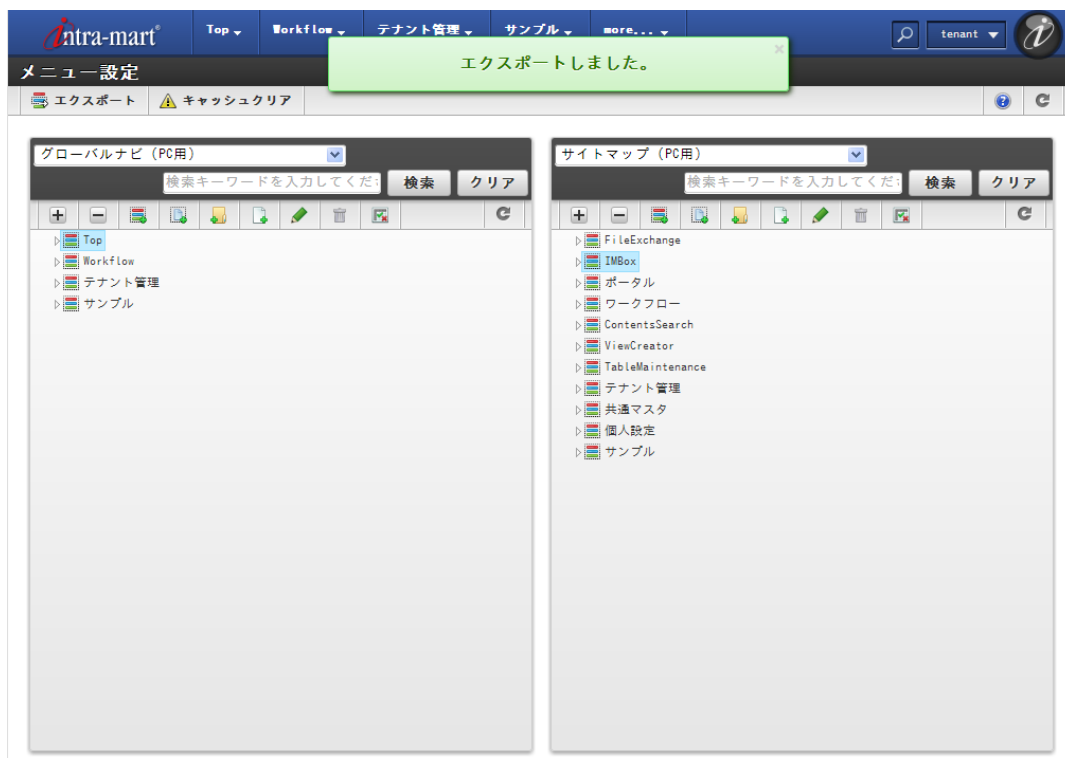 intra-mart® Top Workflow テナント管理 サンプル more... tenant
エクスポートしました。 ×
メニュー設定
エクスポート キャッシュクリア
グローバルナビ（PC用）
検索キーワードを入力してくだ 検索 クリア
Top
Workflow
テナント管理
サンプル
サイトマップ（PC用）
検索キーワードを入力してくだ 検索 クリア
FileExchange
IMBox
ポータル
ワークフロー
ContentsSearch
ViewCreator
TableMaintenance
テナント管理
共通マスタ
個人設定
サンプル